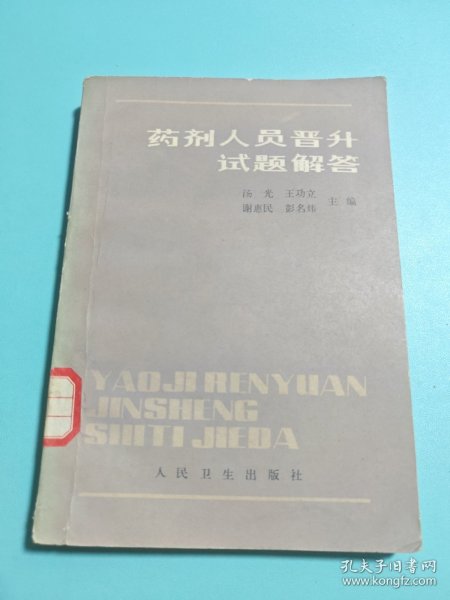 药剂人员晋升
试题解答
汤光 王功立
谢惠民 彭名炜 主编
YAOJI RENYUAN
JINSHENG
SHITI JIEDA
人民卫生出版社
孔夫子旧书网
www.kongfz.com